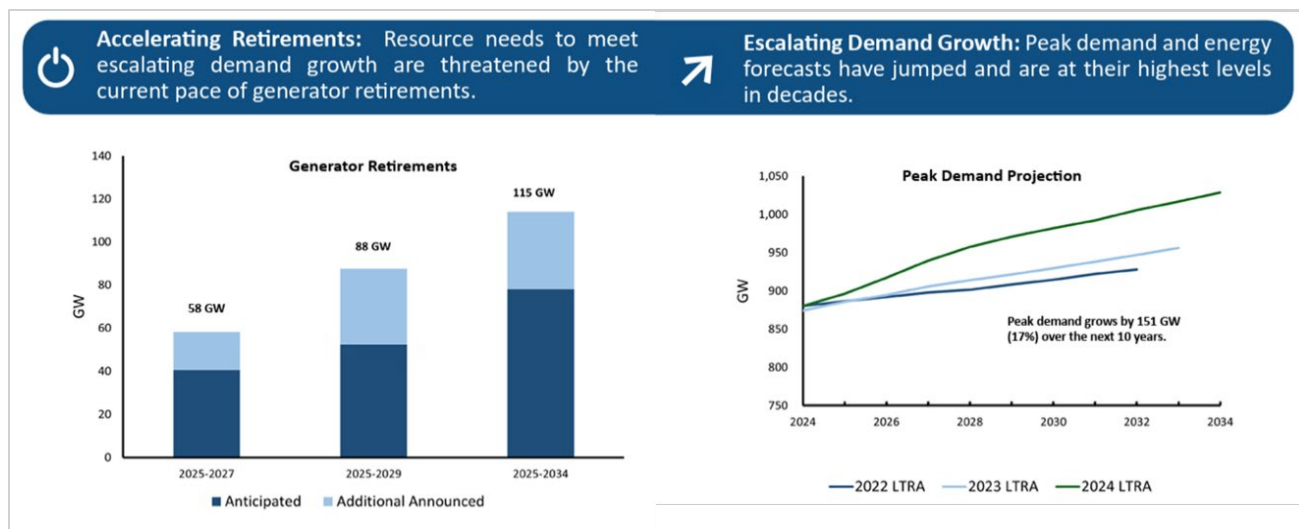 Accelerating Retirements: Resource needs to meet
escalating demand growth are threatened by the
current pace of generator retirements.
Escalating Demand Growth: Peak demand and energy
forecasts have jumped and are at their highest levels
in decades.
Generator Retirements
GW
140
120
100
80
60
40
20
0
58 GW
88 GW
115 GW
2025-2027
2025-2029
2025-2034
Anticipated
Additional Announced
Peak Demand Projection
GW
1,050
1,000
950
900
850
800
750
Peak demand grows by 151 GW
(17%) over the next 10 years.
2024
2026
2028
2030
2032
2034
2022 LTRA
2023 LTRA
2024 LTRA